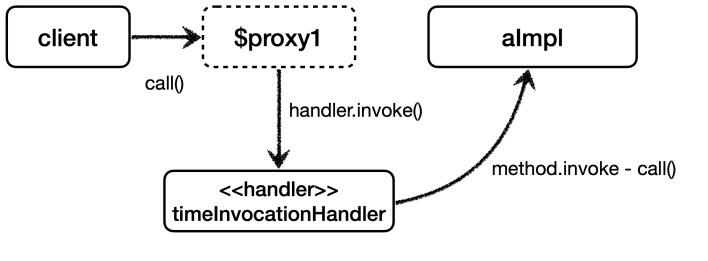 client
$proxy1
aImpl
call()
handler.invoke()
method.invoke - call()
<<handler>>
timeInvocationHandler